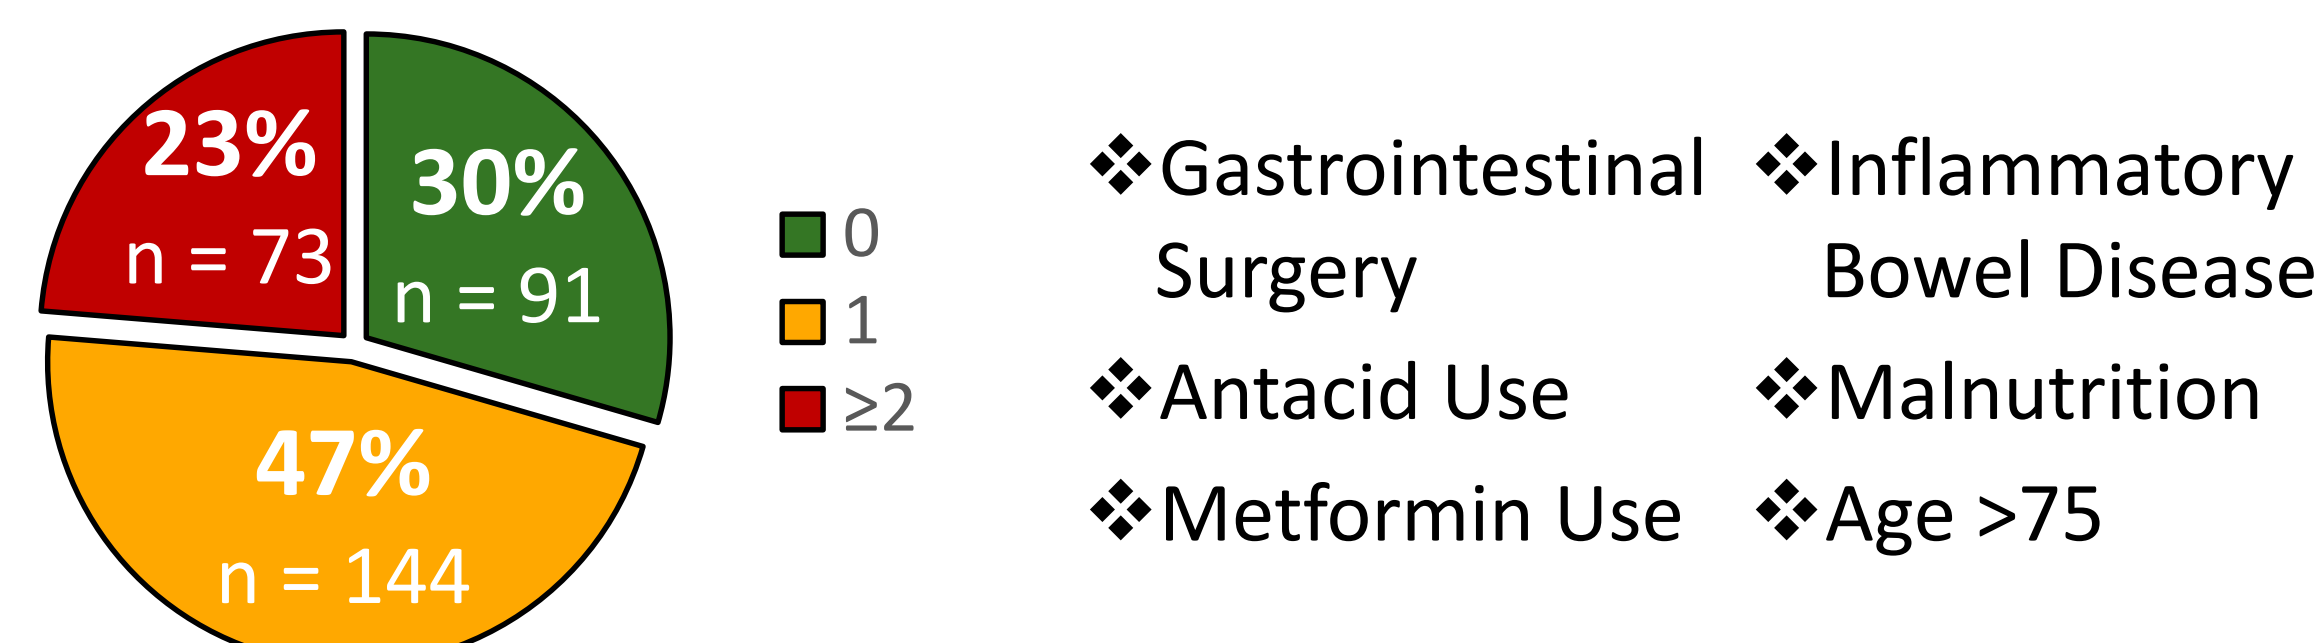 23%
n = 73
30%
n = 91
47%
n = 144
0
1
≥2
❖Gastrointestinal
Surgery
❖Antacid Use
❖Metformin Use
❖Inflammatory
Bowel Disease
❖Malnutrition
❖Age >75